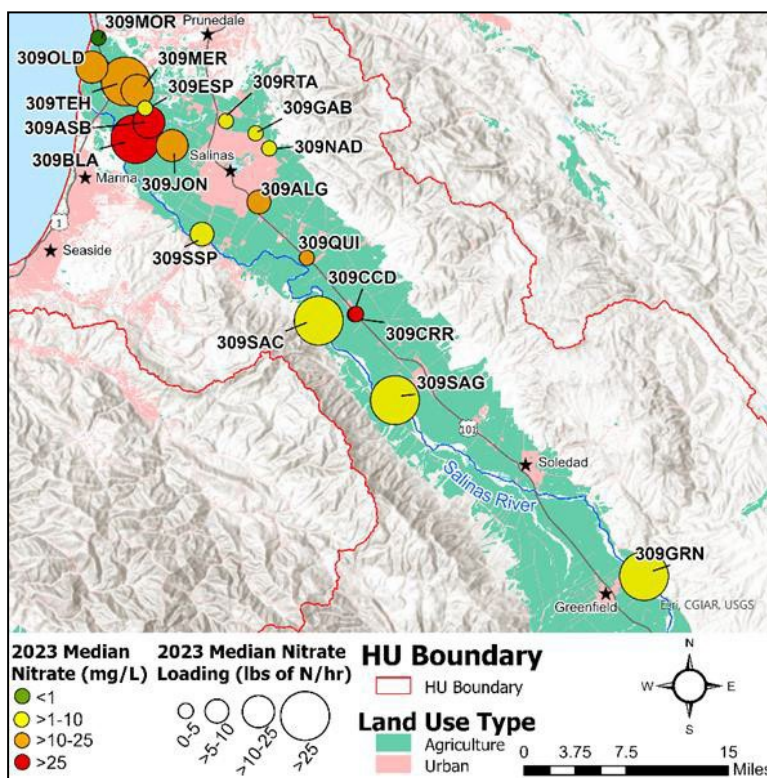 309MOR
Prunedale
309OLD
309MER
309ESP
309RTA
309TEH
309GAB
309ASB
309NAD
309BLA
Salinas
309JON
Marina
309ALG
1
Seaside
309SSP
309QUI
309CCD
309SAC
309CRR
309SAG
101
Soledad
Salinas River
309GRN
Greenfield
Esri, CGIAR, USGS
2023 Median
Nitrate (mg/L)
<1
>1-10
>10-25
>25
2023 Median Nitrate
Loading (lbs of N/hr)
0-5
>5-10
>10-25
>25
HU Boundary
HU Boundary
Land Use Type
Agriculture
Urban
N
W
E
S
0 3.75 7.5 15
Miles